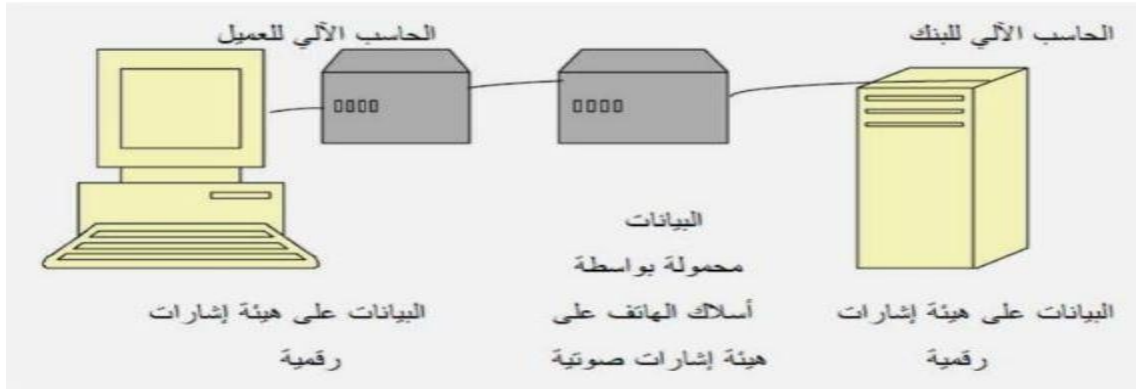 الحاسب الآلي للبنك
الحاسب الآلي للعميل
البيانات
محمولة بواسطة
أسلاك الهاتف على
هيئة إشارات صوتية
البيانات على هيئة إشارات
رقمية
البيانات على هيئة إشارات
رقمية